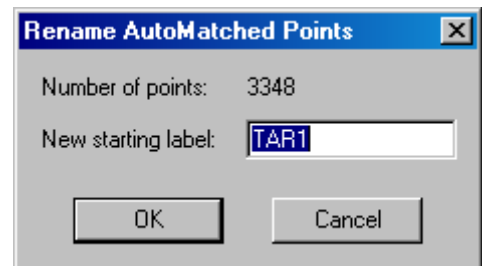 Rename AutoMatched Points
Number of points: 3348
New starting label: TAR1
OK Cancel